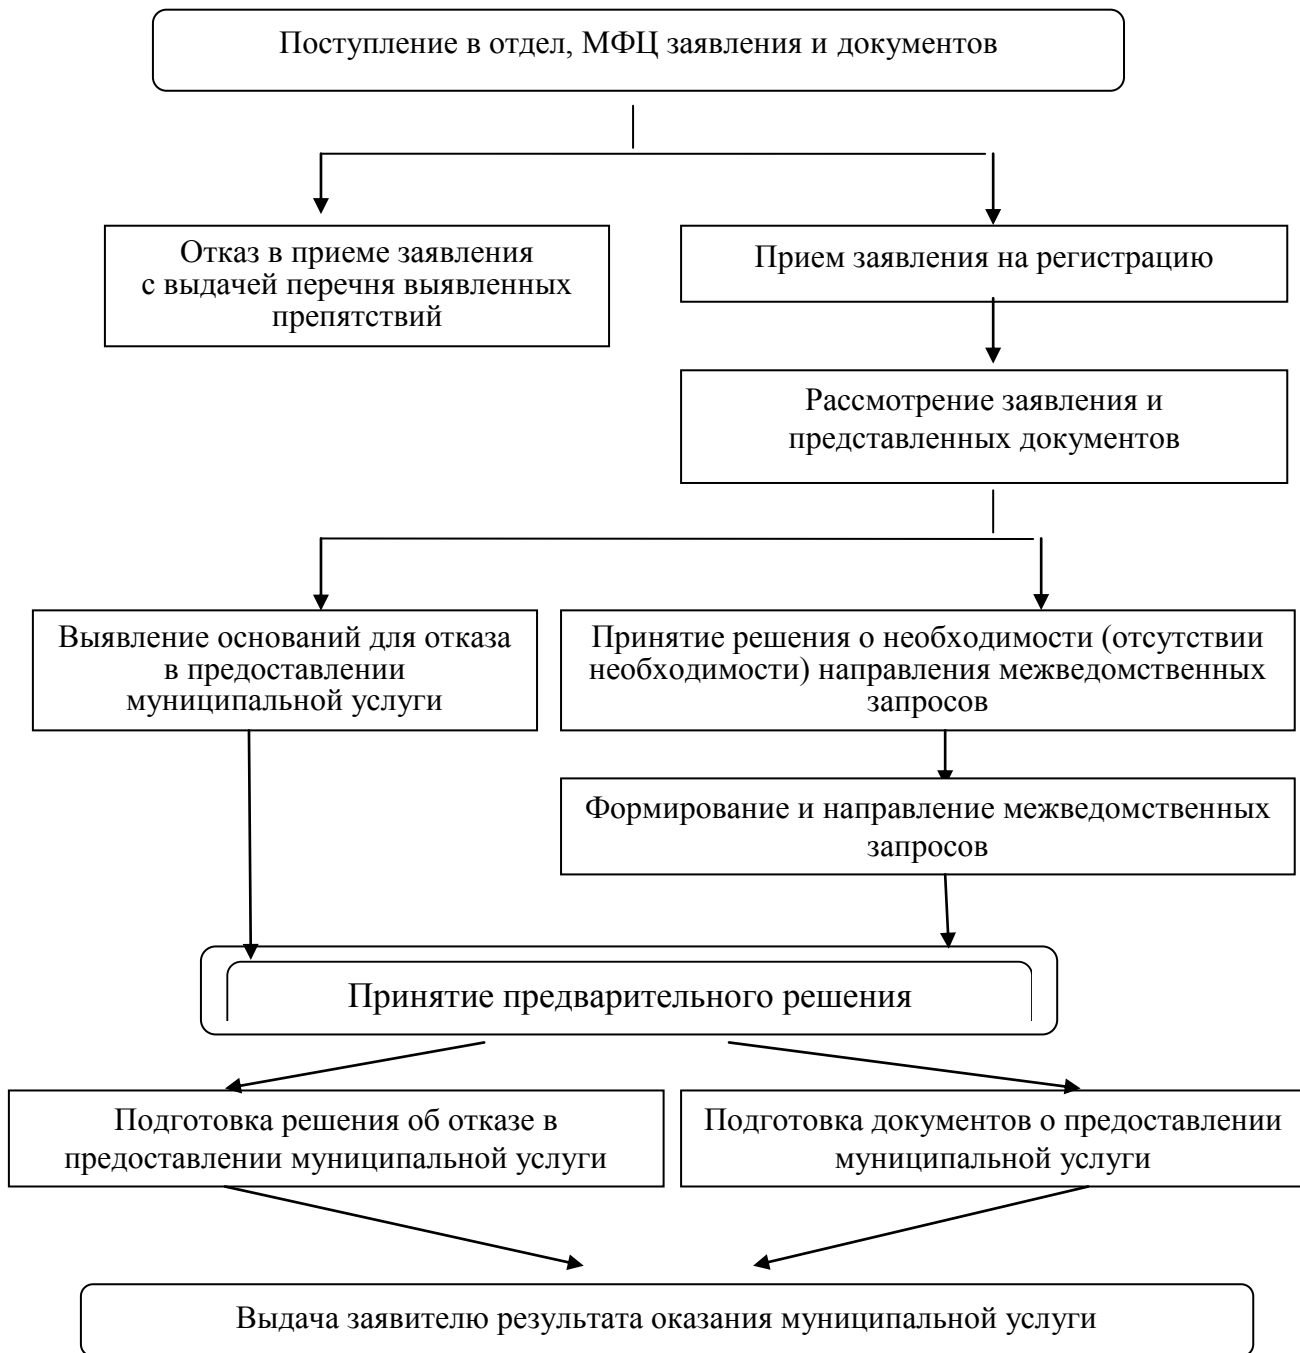 Поступление в отдел, МФЦ заявления и документов
Отказ в приеме заявления
с выдачей перечня выявленных
препятствий
Прием заявления на регистрацию
Рассмотрение заявления и
представленных документов
Выявление оснований для отказа
в предоставлении
муниципальной услуги
Принятие решения о необходимости (отсутствии
необходимости) направления межведомственных
запросов
Формирование и направление межведомственных
запросов
Принятие предварительного решения
Подготовка решения об отказе в
предоставлении муниципальной услуги
Подготовка документов о предоставлении
муниципальной услуги
Выдача заявителю результата оказания муниципальной услуги